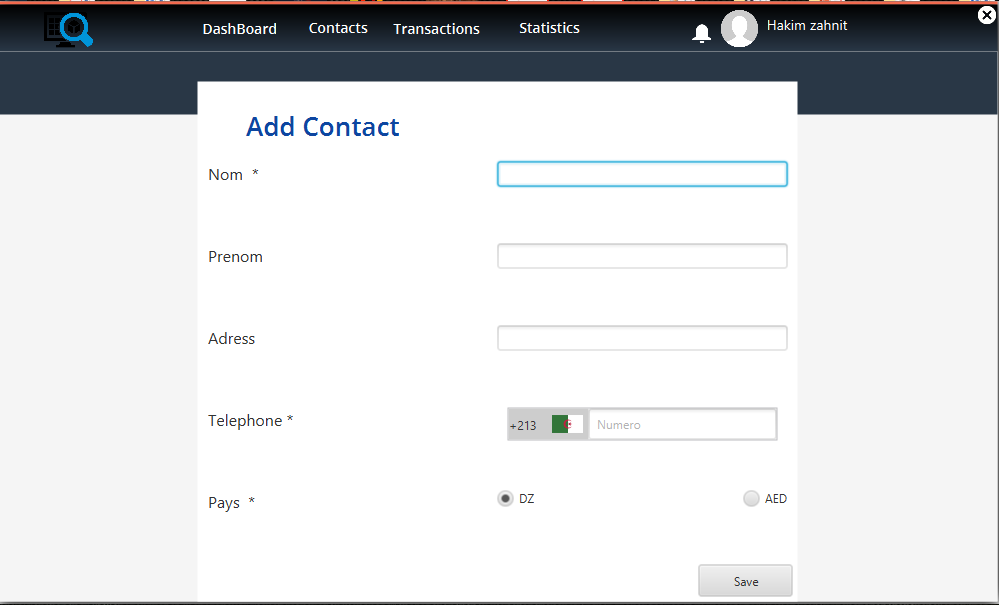 DashBoard Contacts Transactions Statistics Hakim zahnit
Add Contact
Nom *
Prenom
Adress
Telephone * +213 Numero
Pays * DZ AED
Save